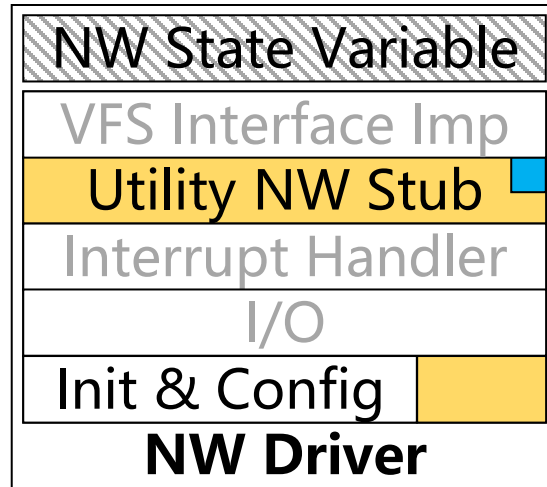 NW State Variable
VFS Interface Imp
Utility NW Stub
Interrupt Handler
I/O
Init & Config
NW Driver